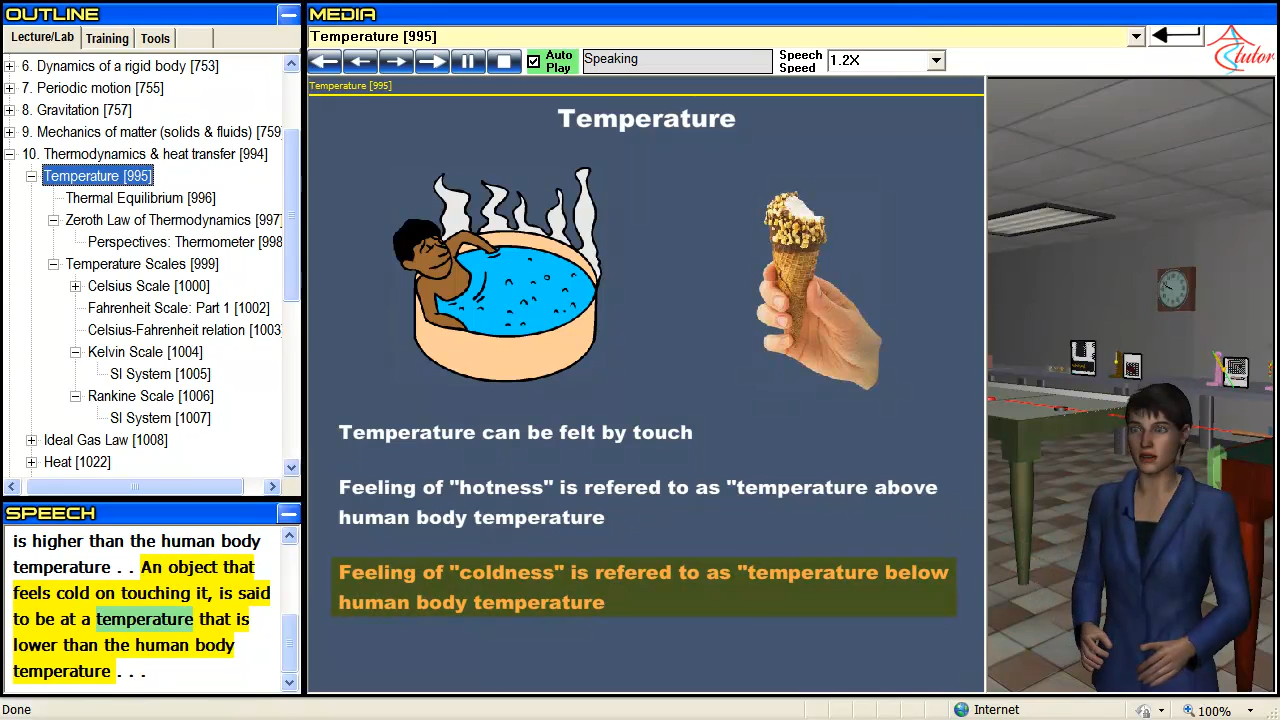 OUTLINE
Lecture/Lab Training Tools
6. Dynamics of a rigid body [753]
7. Periodic motion [755]
8. Gravitation [757]
9. Mechanics of matter (solids & fluids) [759
10. Thermodynamics & heat transfer [994]
Temperature [995]
Thermal Equilibrium [996]
Zeroth Law of Thermodynamics [997
Perspectives: Thermometer [998
Temperature Scales [999]
Celsius Scale [1000]
Fahrenheit Scale: Part 1 [1002]
Celsius-Fahrenheit relation [1003
Kelvin Scale [1004]
SI System [1005]
Rankine Scale [1006]
SI System [1007]
Ideal Gas Law [1008]
Heat [1022]
SPEECH
is higher than the human body
temperature . . An object that
feels cold on touching it, is said
to be at a temperature that is
lower than the human body
temperature . . .
MEDIA
Temperature [995]
Auto
Play
Speaking
Speech
Speed
1.2X
Temperature [995]
Temperature
Temperature can be felt by touch
Feeling of "hotness" is refered to as "temperature above
human body temperature
Feeling of "coldness" is refered to as "temperature below
human body temperature
Done
Internet
100%